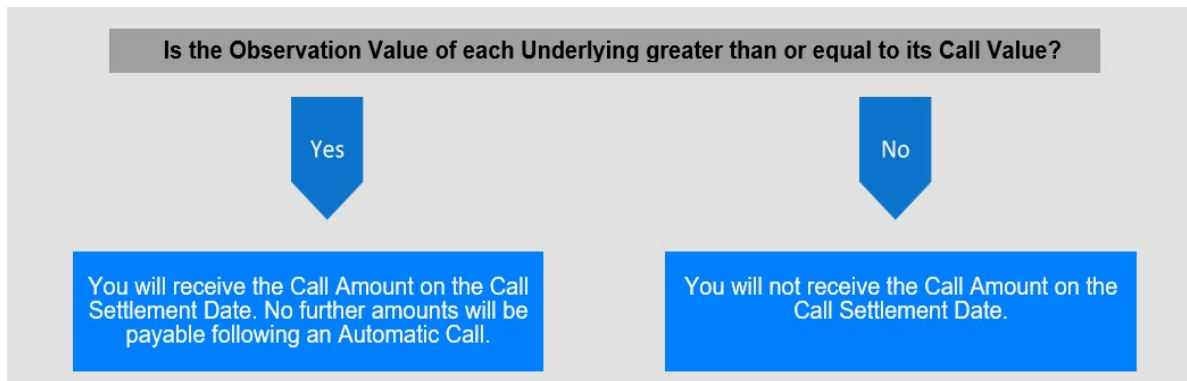 Is the Observation Value of each Underlying greater than or equal to its Call Value?
Yes
No
You will receive the Call Amount on the Call
Settlement Date. No further amounts will be
payable following an Automatic Call.
You will not receive the Call Amount on the
Call Settlement Date.